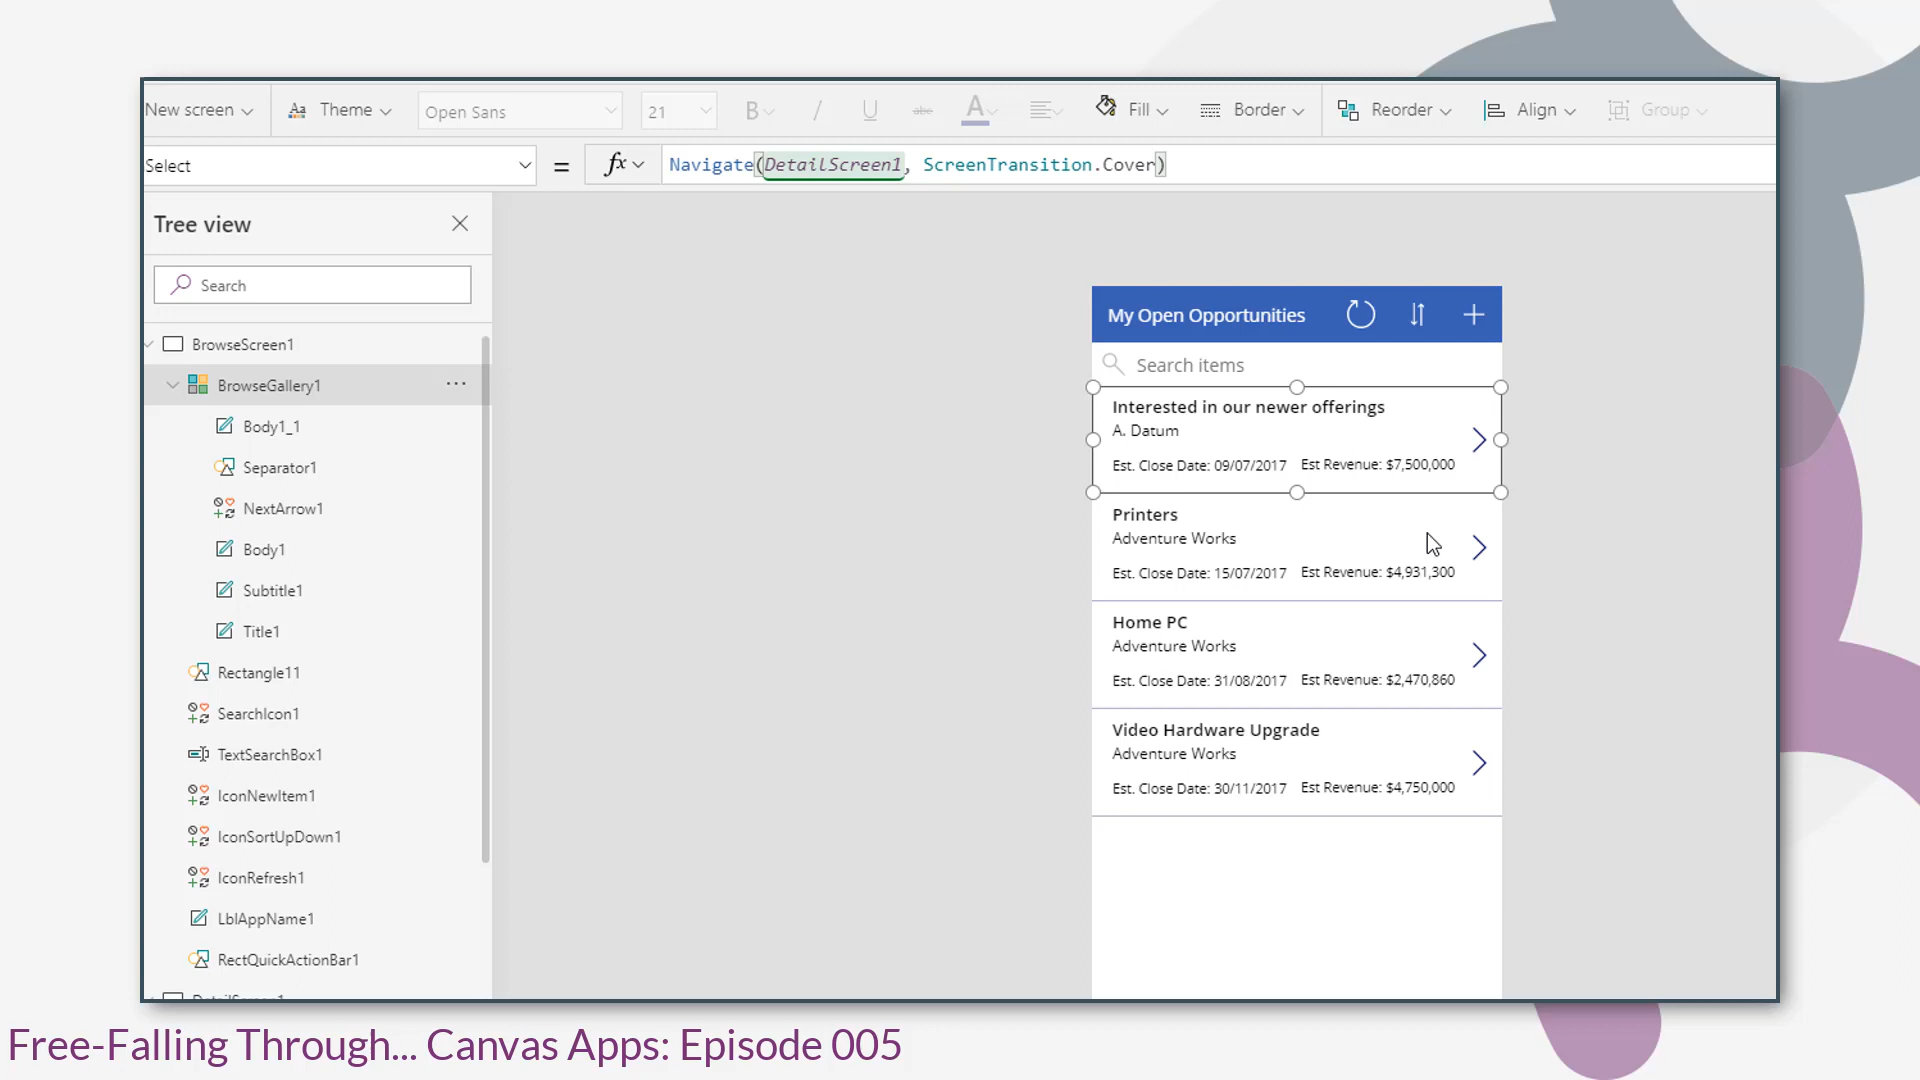 New screen
Theme
Open Sans
21
B
/
U
abc
A
Fill
Border
Reorder
Align
Group
Select
=
fx
Navigate(DetailScreen1, ScreenTransition.Cover)
Tree view
Search
BrowseScreen1
BrowseGallery1
Body1_1
Separator1
NextArrow1
Body1
Subtitle1
Title1
Rectangle11
SearchIcon1
TextSearchBox1
IconNewItem1
IconSortUpDown1
IconRefresh1
LblAppName1
RectQuickActionBar1
DetailScreen1
My Open Opportunities
Search items
Interested in our newer offerings
A. Datum
Est. Close Date: 09/07/2017 Est Revenue: $7,500,000
Printers
Adventure Works
Est. Close Date: 15/07/2017 Est Revenue: $4,931,300
Home PC
Adventure Works
Est. Close Date: 31/08/2017 Est Revenue: $2,470,860
Video Hardware Upgrade
Adventure Works
Est. Close Date: 30/11/2017 Est Revenue: $4,750,000
Free-Falling Through... Canvas Apps: Episode 005